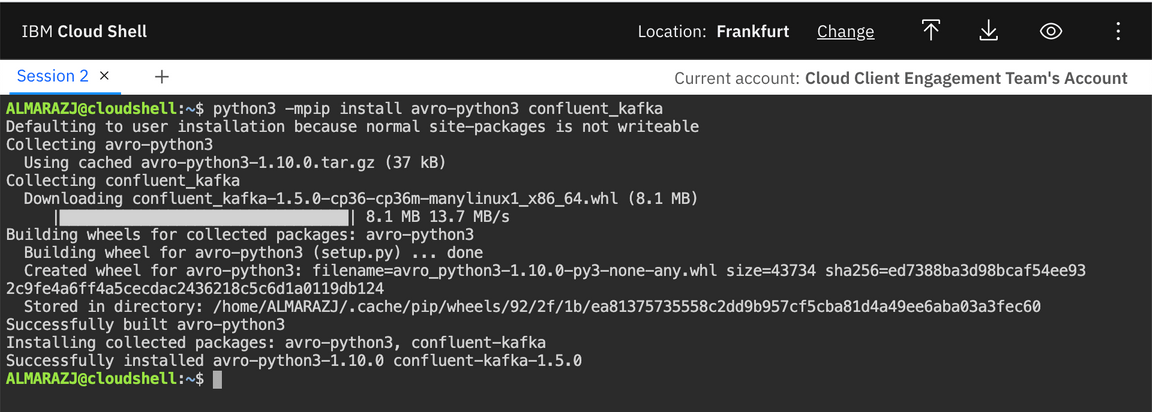 IBM Cloud Shell
Location: Frankfurt Change
Session 2 × +
Current account: Cloud Client Engagement Team's Account
ALMARAZJ@cloudshell:~$ python3 -mpip install avro-python3 confluent_kafka
Defaulting to user installation because normal site-packages is not writeable
Collecting avro-python3
  Using cached avro-python3-1.10.0.tar.gz (37 kB)
Collecting confluent_kafka
  Downloading confluent_kafka-1.5.0-cp36-cp36m-manylinux1_x86_64.whl (8.1 MB)
     |████████████████████████████████| 8.1 MB 13.7 MB/s
Building wheels for collected packages: avro-python3
  Building wheel for avro-python3 (setup.py) ... done
  Created wheel for avro-python3: filename=avro_python3-1.10.0-py3-none-any.whl size=43734 sha256=ed7388ba3d98bcaf54ee93
2c9fe4a6ff4a5cecdac2436218c5c6d1a0119db124
  Stored in directory: /home/ALMARAZJ/.cache/pip/wheels/92/2f/1b/ea81375735558c2dd9b957cf5cba81d4a49ee6aba03a3fec60
Successfully built avro-python3
Installing collected packages: avro-python3, confluent-kafka
Successfully installed avro-python3-1.10.0 confluent-kafka-1.5.0
ALMARAZJ@cloudshell:~$